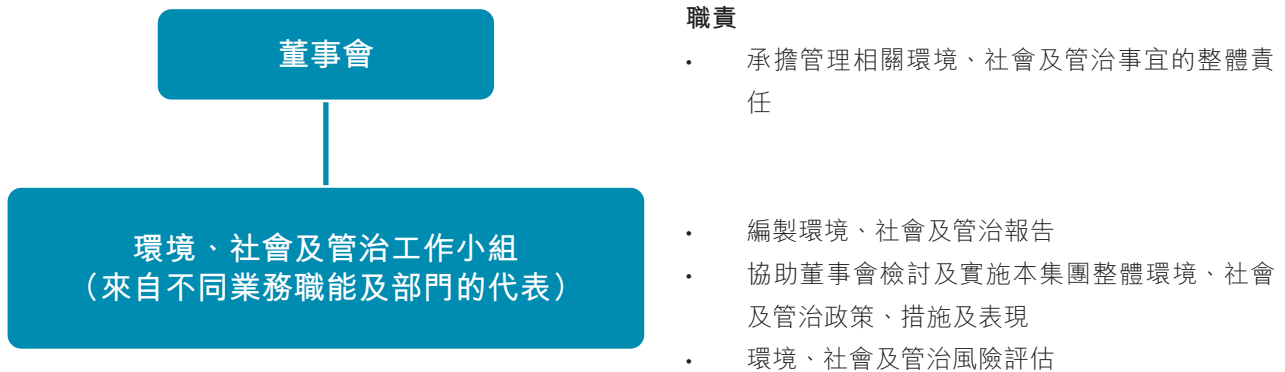 董事會
職責
• 承擔管理相關環境、社會及管治事宜的整體責
任
環境、社會及管治工作小組
（來自不同業務職能及部門的代表）
• 編製環境、社會及管治報告
• 協助董事會檢討及實施本集團整體環境、社會
及管治政策、措施及表現
• 環境、社會及管治風險評估